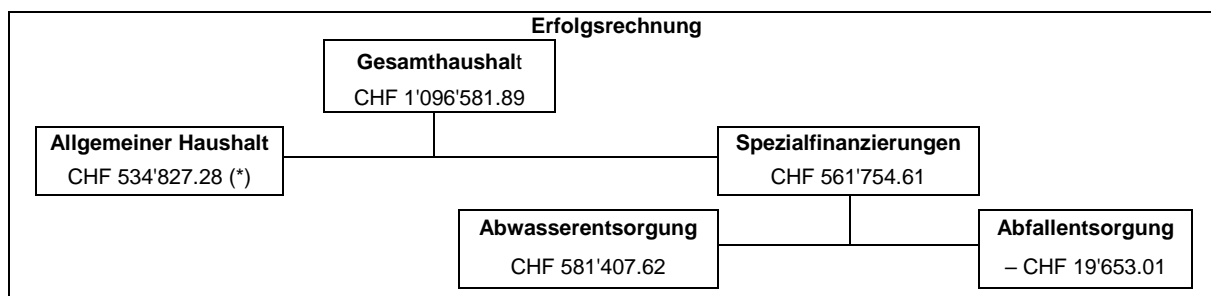 Erfolgsrechnung
Gesamthaushalt
CHF 1'096'581.89
Allgemeiner Haushalt
CHF 534'827.28 (*)
Spezialfinanzierungen
CHF 561'754.61
Abwasserentsorgung
CHF 581'407.62
Abfallentsorgung
– CHF 19'653.01